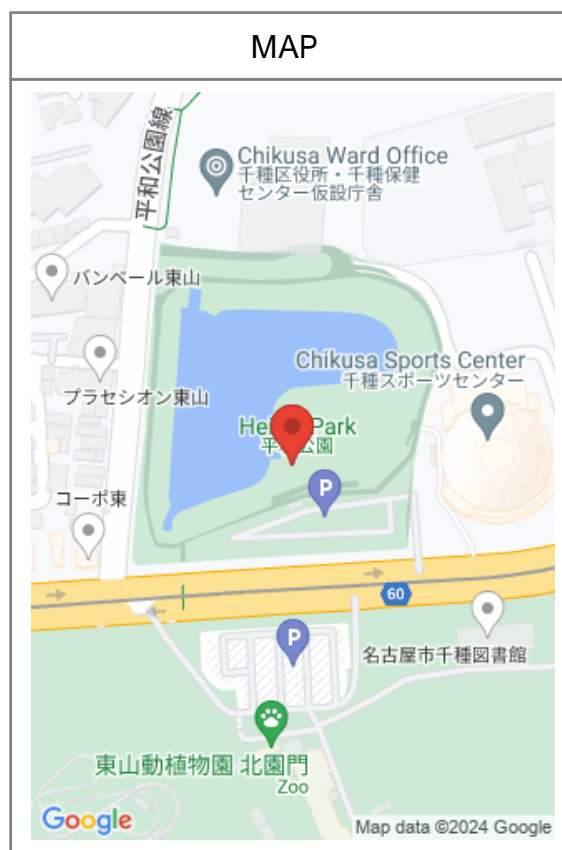 MAP
平和公園線
Chikusa Ward Office
千種区役所・千種保健
センター仮設庁舎
バンベール東山
Chikusa Sports Center
千種スポーツセンター
プラセシオン東山
Park
公園
P
コーポ東
60
P
名古屋市千種図書館
東山動植物園 北園門
Zoo
Google
Map data ©2024 Google